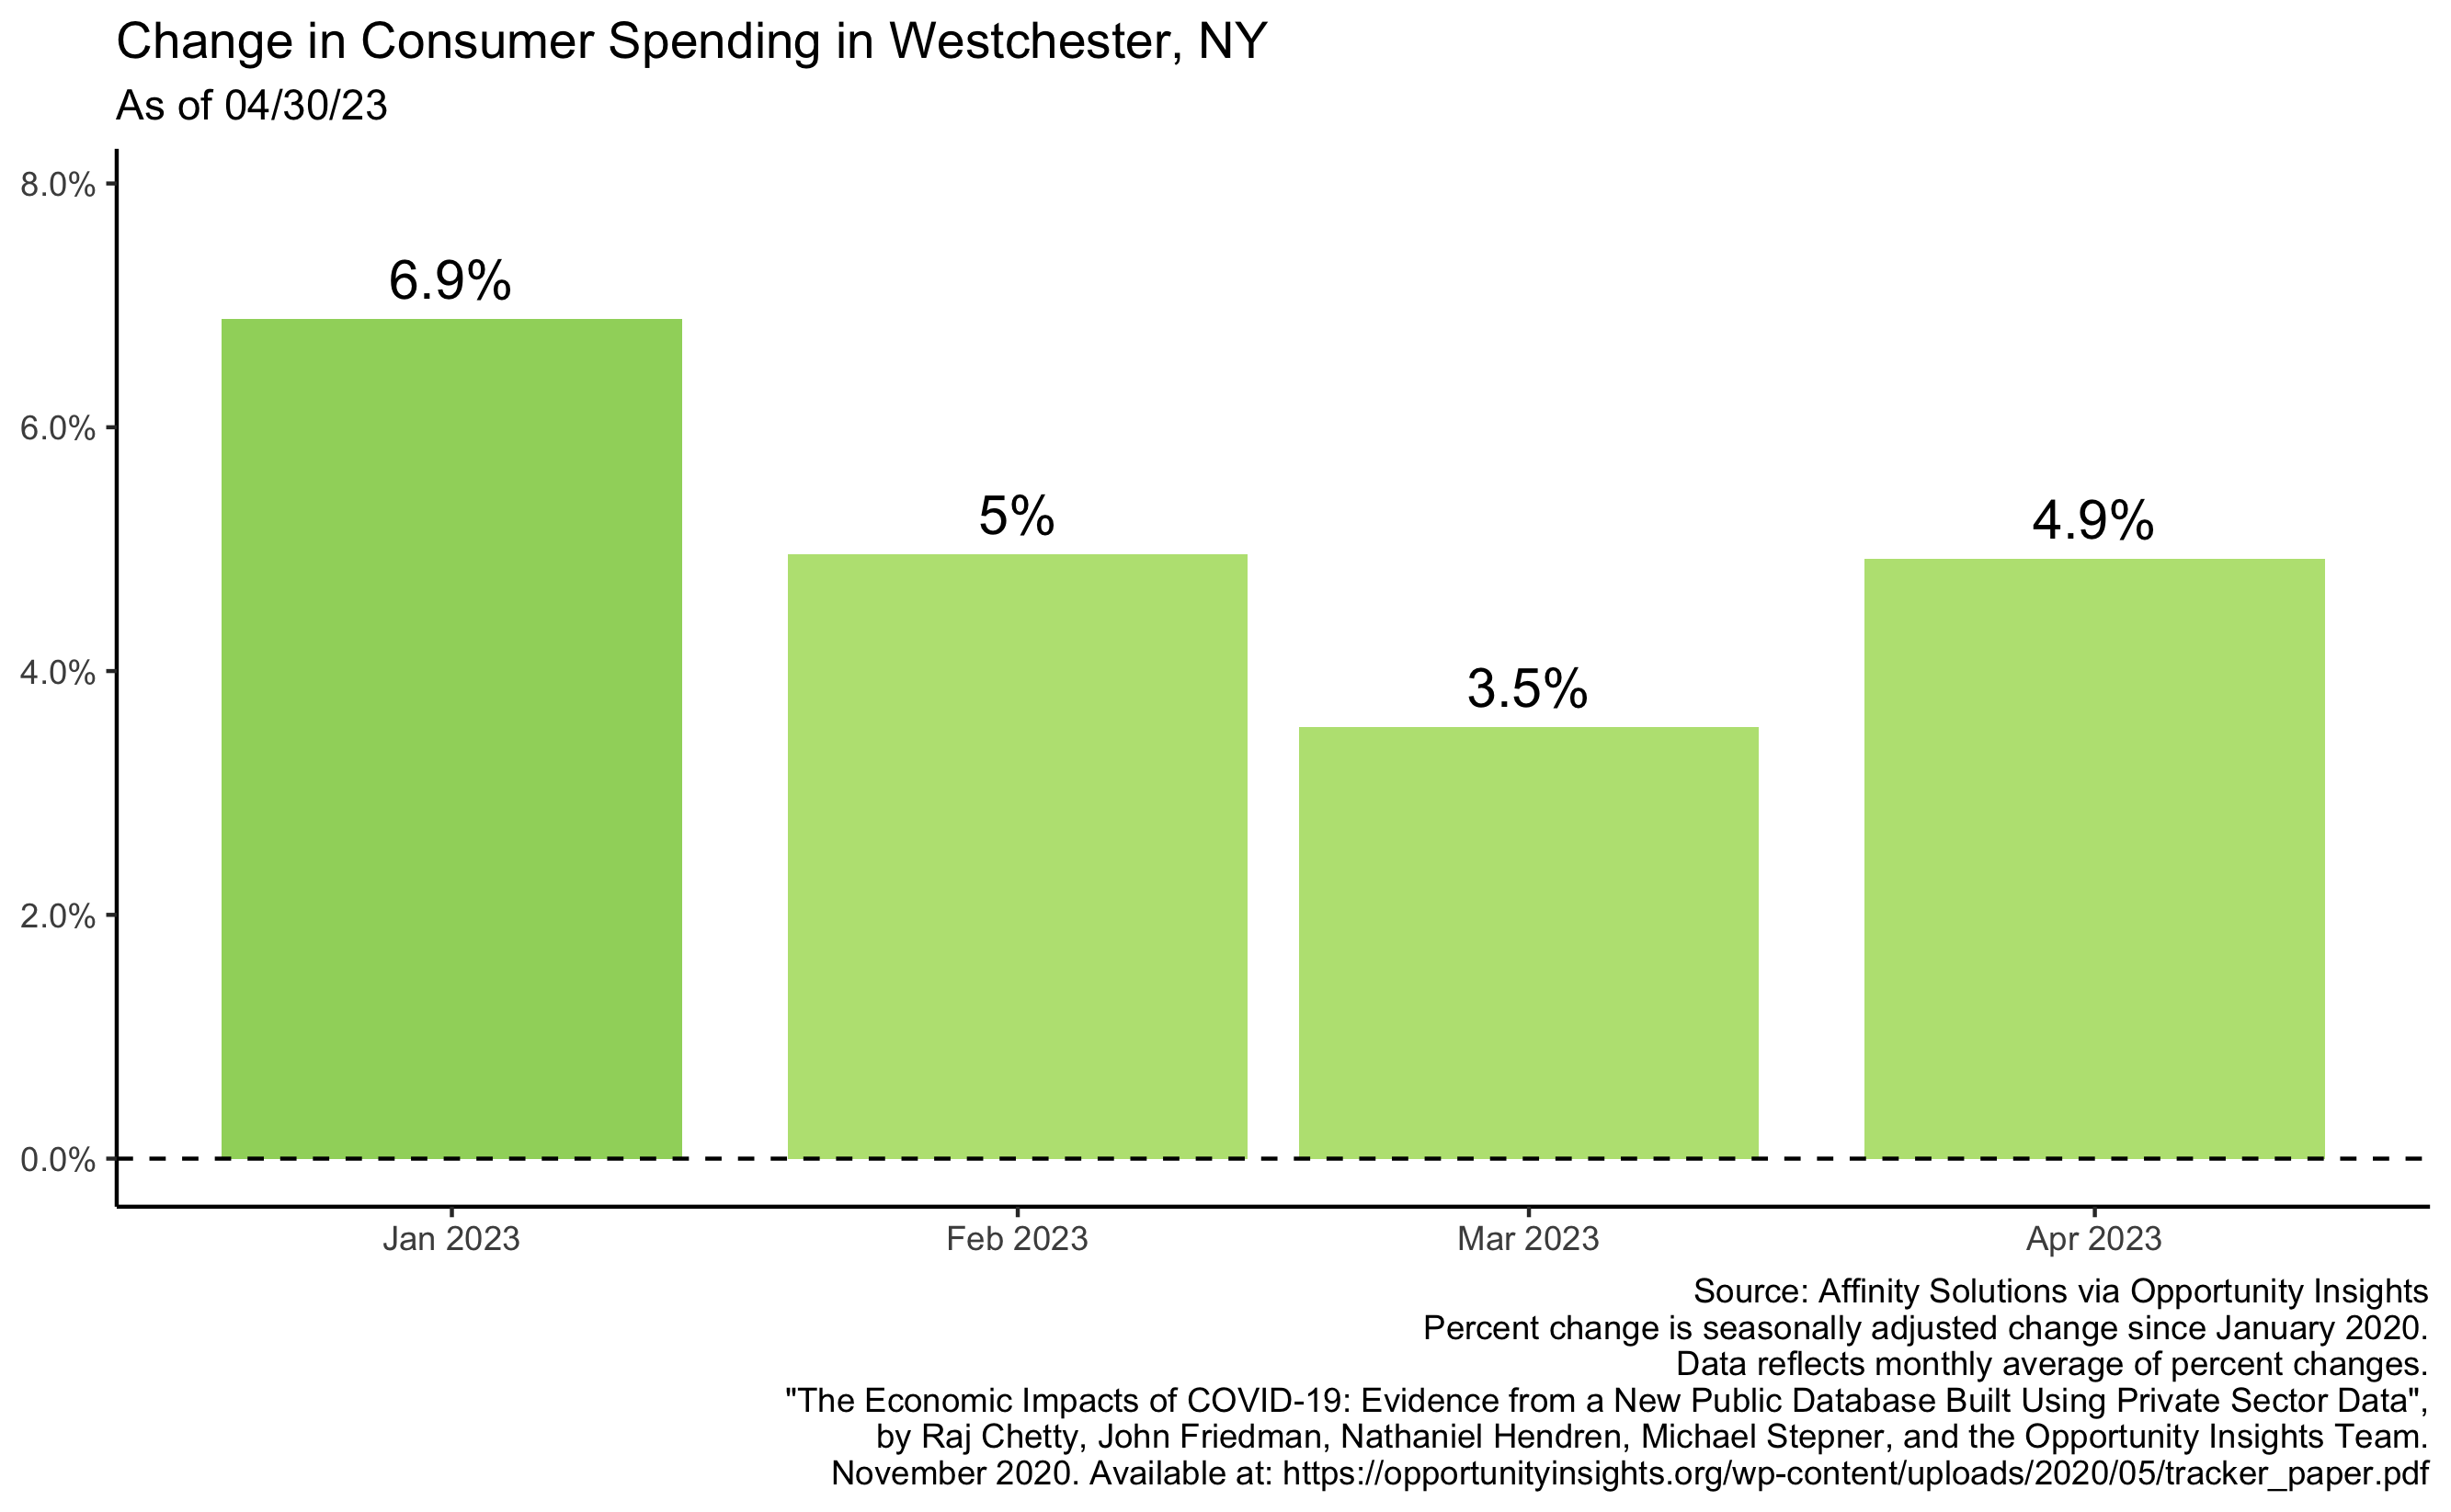 Change in Consumer Spending in Westchester, NY
As of 04/30/23
8.0%
6.0%
4.0%
2.0%
0.0%
6.9%
5%
3.5%
4.9%
Jan 2023
Feb 2023
Mar 2023
Apr 2023
Source: Affinity Solutions via Opportunity Insights
Percent change is seasonally adjusted change since January 2020.
Data reflects monthly average of percent changes.
"The Economic Impacts of COVID-19: Evidence from a New Public Database Built Using Private Sector Data",
by Raj Chetty, John Friedman, Nathaniel Hendren, Michael Stepner, and the Opportunity Insights Team.
November 2020. Available at: https://opportunityinsights.org/wp-content/uploads/2020/05/tracker_paper.pdf